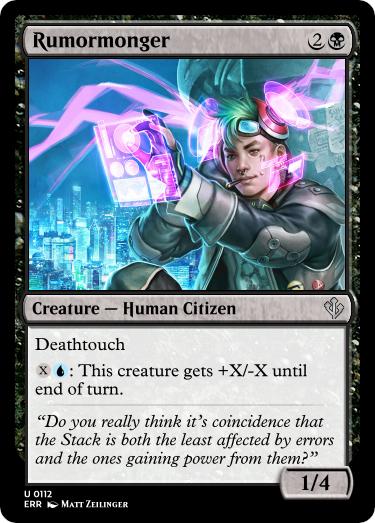 Rumormonger 2
Creature — Human Citizen
Deathtouch
X: This creature gets +X/-X until
end of turn.
“Do you really think it’s coincidence that
the Stack is both the least affected by errors
and the ones gaining power from them?”
1/4
U 0112
ERR Matt Zeilinger